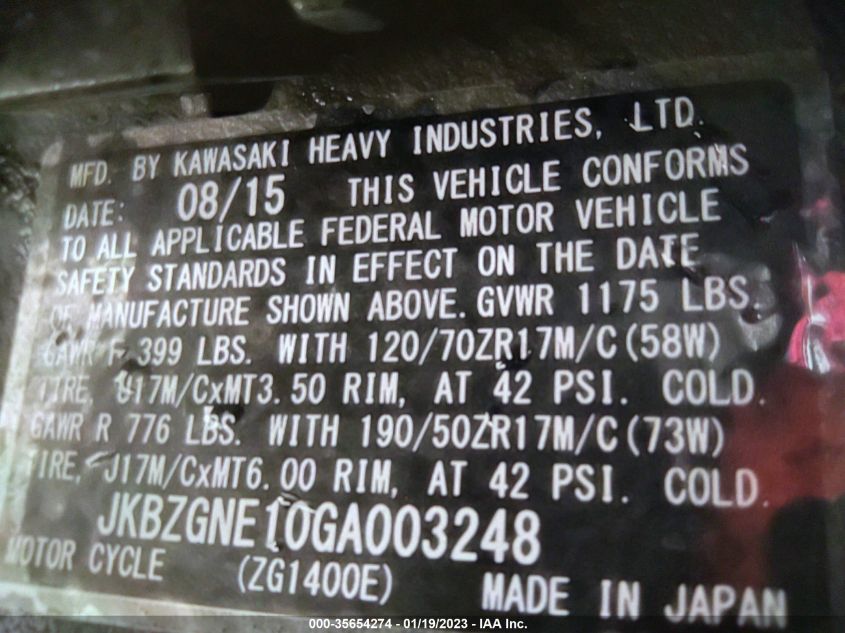 MFD. BY KAWASAKI HEAVY INDUSTRIES, LTD.
DATE: 08/15 THIS VEHICLE CONFORMS
TO ALL APPLICABLE FEDERAL MOTOR VEHICLE
SAFETY STANDARDS IN EFFECT ON THE DATE
OF MANUFACTURE SHOWN ABOVE. GVWR 1175 LBS.
GAWR F 399 LBS. WITH 120/70ZR17M/C(58W)
TIRE, J17M/CxMT3.50 RIM, AT 42 PSI. COLD.
GAWR R 776 LBS. WITH 190/50ZR17M/C(73W)
TIRE, J17M/CxMT6.00 RIM, AT 42 PSI. COLD.
JKBZGNE10GA003248
MOTOR CYCLE (ZG1400E) MADE IN JAPAN
000-35654274 - 01/19/2023 - IAA Inc.